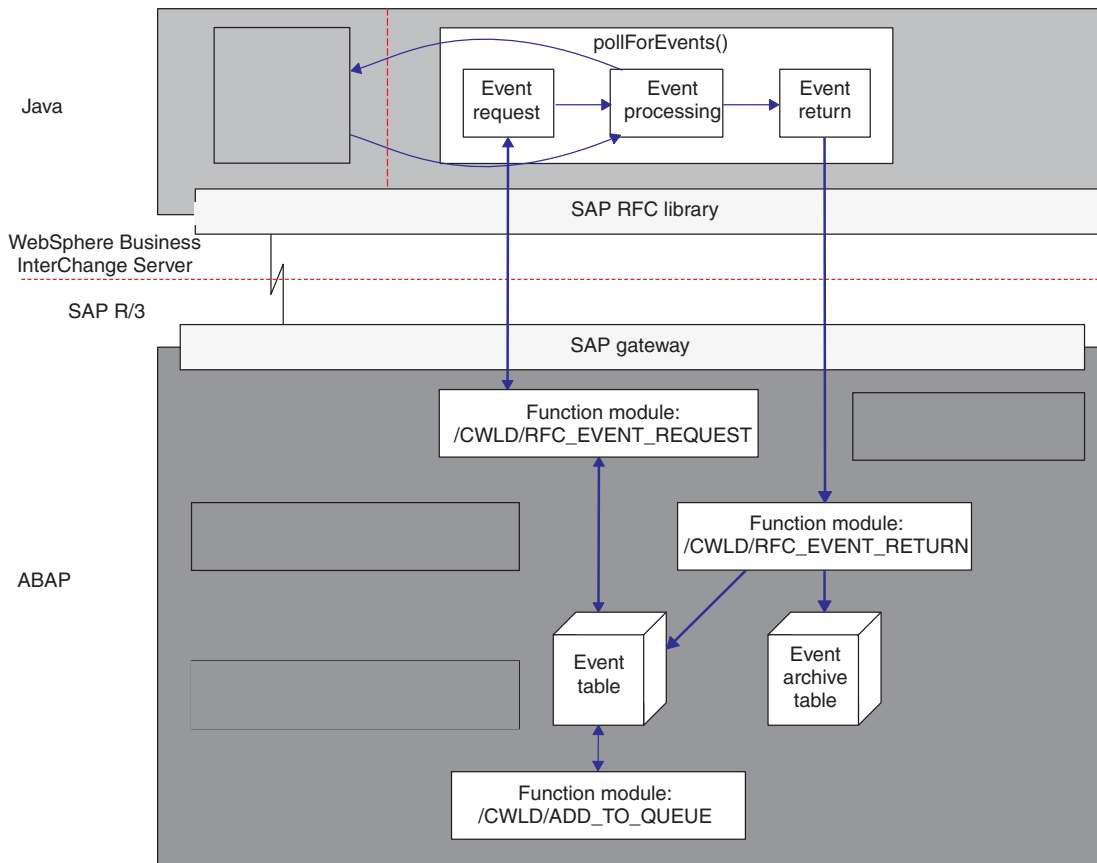 pollForEvents()
Java
Event
request
Event
processing
Event
return
SAP RFC library
WebSphere Business
InterChange Server
SAP R/3
SAP gateway
Function module:
/CWLD/RFC_EVENT_REQUEST
Function module:
/CWLD/RFC_EVENT_RETURN
ABAP
Event
table
Event
archive
table
Function module:
/CWLD/ADD_TO_QUEUE